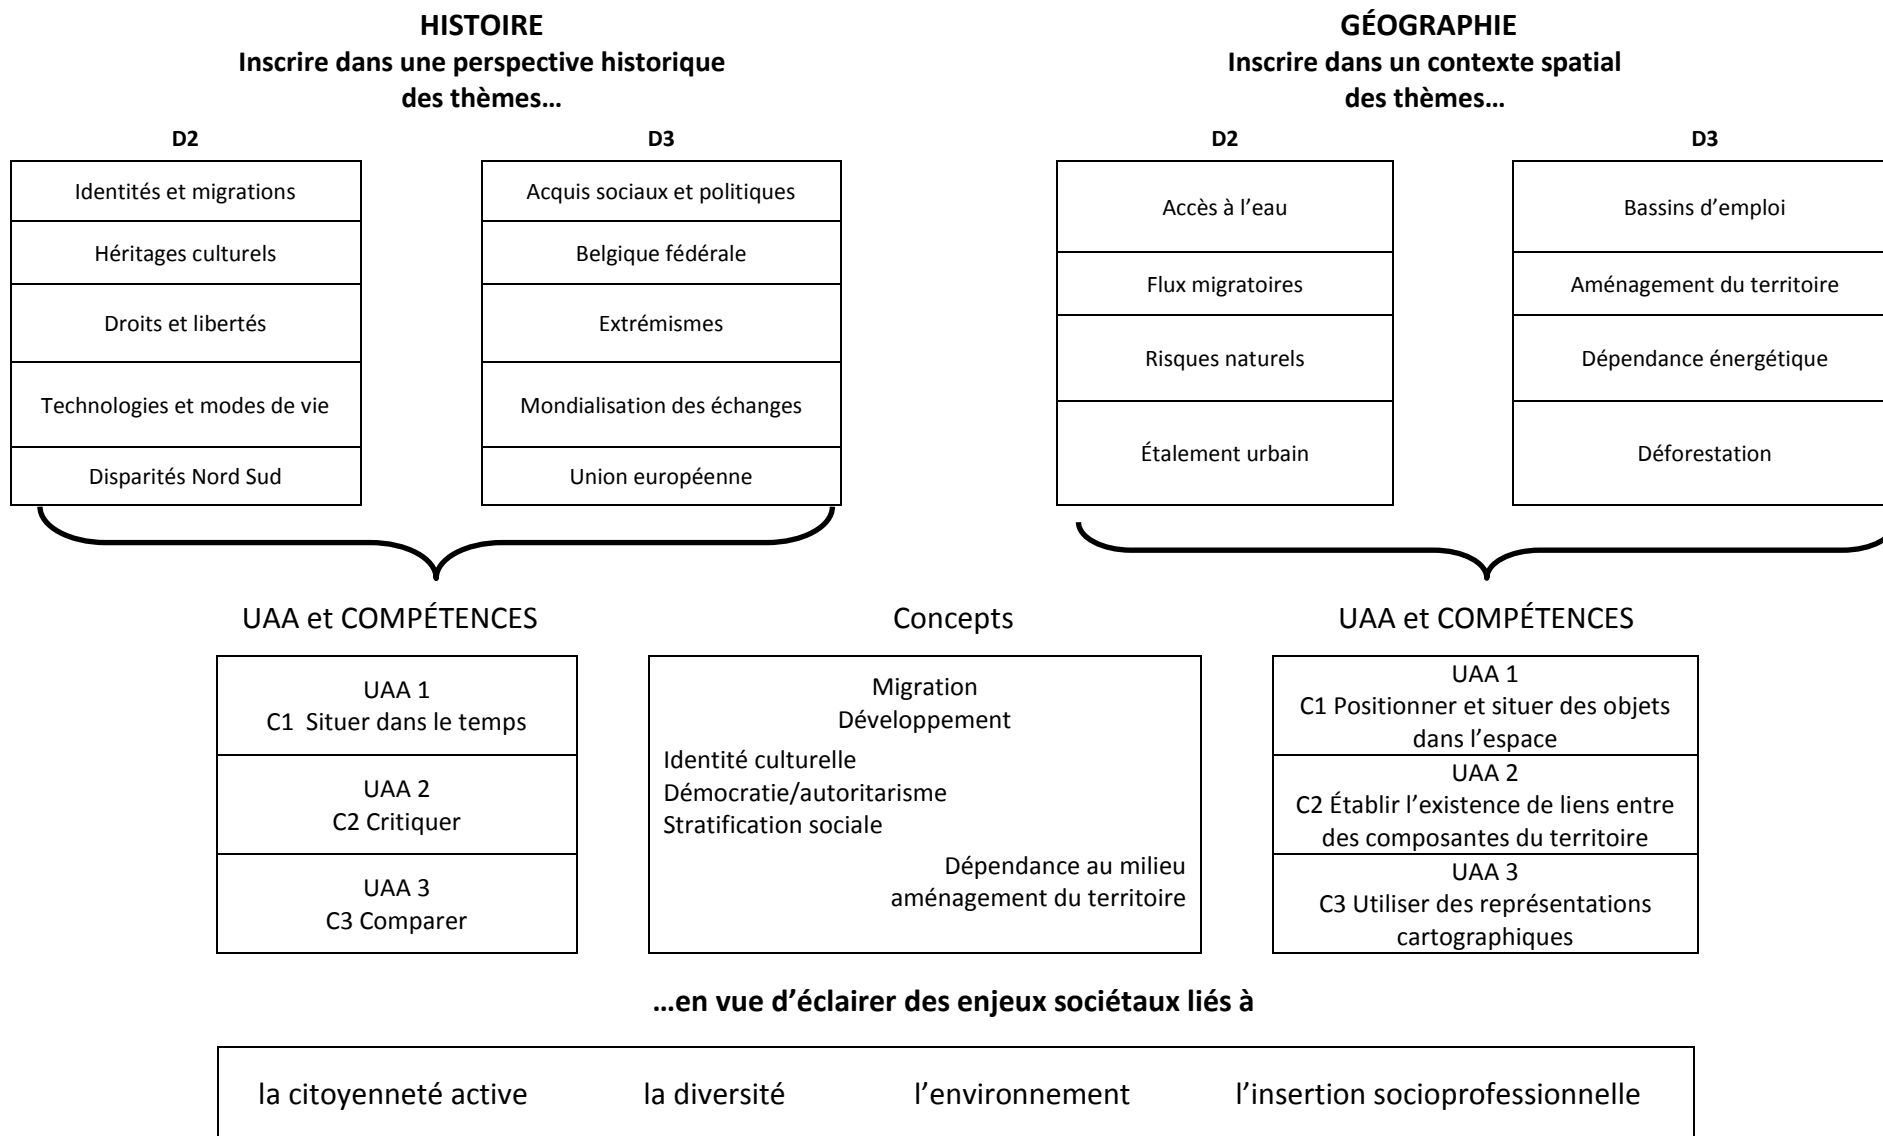 HISTOIRE
Inscrire dans une perspective historique
des thèmes…
D2
D3
Identités et migrations
Héritages culturels
Droits et libertés
Technologies et modes de vie
Disparités Nord Sud
Acquis sociaux et politiques
Belgique fédérale
Extrémismes
Mondialisation des échanges
Union européenne
GÉOGRAPHIE
Inscrire dans un contexte spatial
des thèmes…
D2
D3
Accès à l’eau
Flux migratoires
Risques naturels
Étalement urbain
Bassins d’emploi
Aménagement du territoire
Dépendance énergétique
Déforestation
UAA et COMPÉTENCES
UAA 1
C1  Situer dans le temps
UAA 2
C2 Critiquer
UAA 3
C3 Comparer
Concepts
Migration
Développement
Identité culturelle
Démocratie/autoritarisme
Stratification sociale
Dépendance au milieu
aménagement du territoire
UAA et COMPÉTENCES
UAA 1
C1 Positionner et situer des objets
dans l’espace
UAA 2
C2 Établir l’existence de liens entre
des composantes du territoire
UAA 3
C3 Utiliser des représentations
cartographiques
…en vue d’éclairer des enjeux sociétaux liés à
la citoyenneté active la diversité l’environnement l’insertion socioprofessionnelle